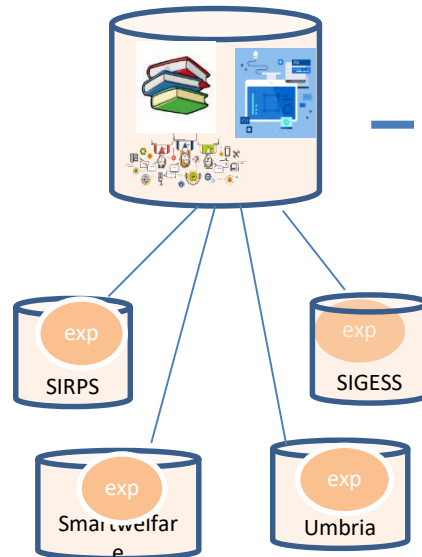 exp
SIRPS
exp
SIGESS
exp
Smartwelfar
e
exp
Umbria